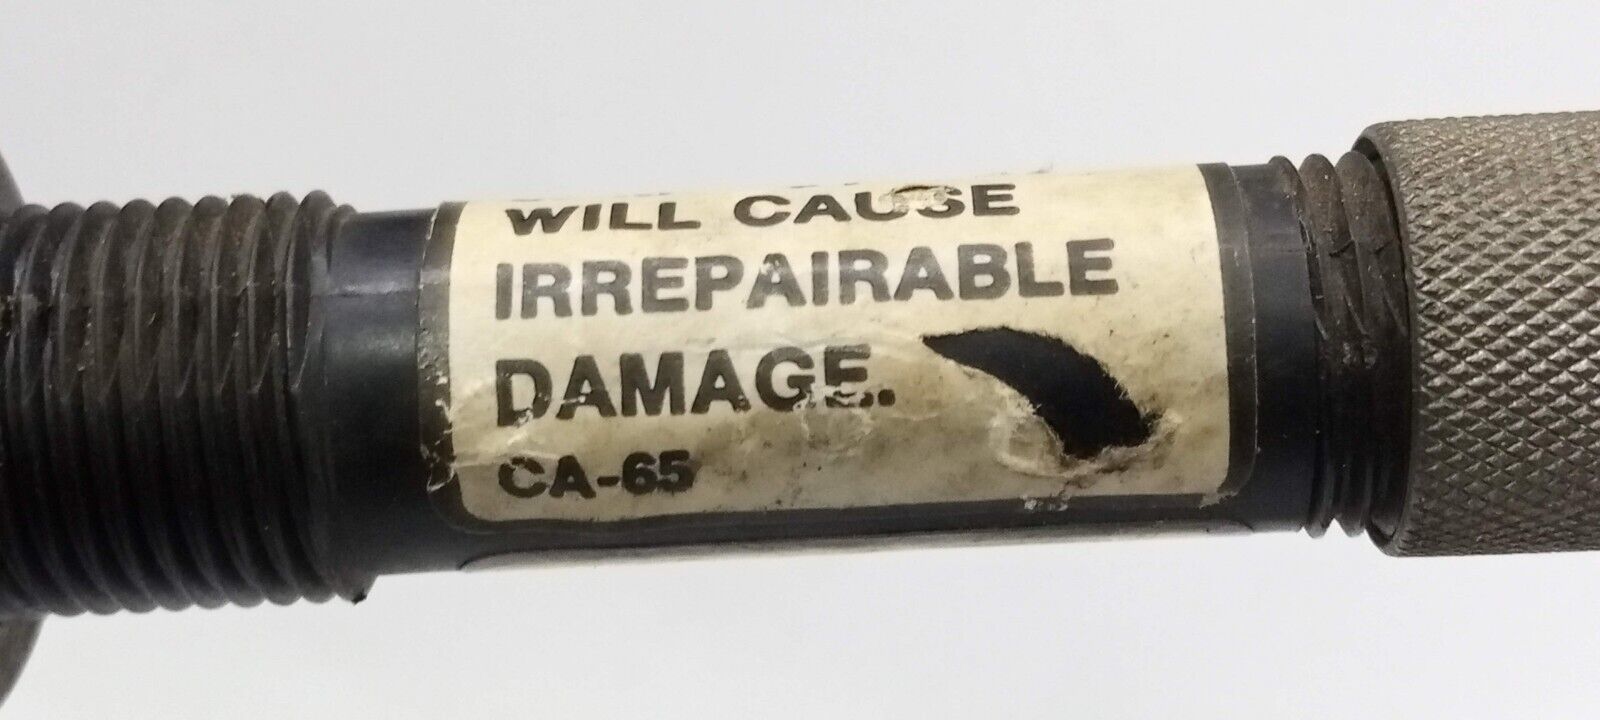 WILL CAUSE
IRREPAIRABLE
DAMAGE.
CA-65